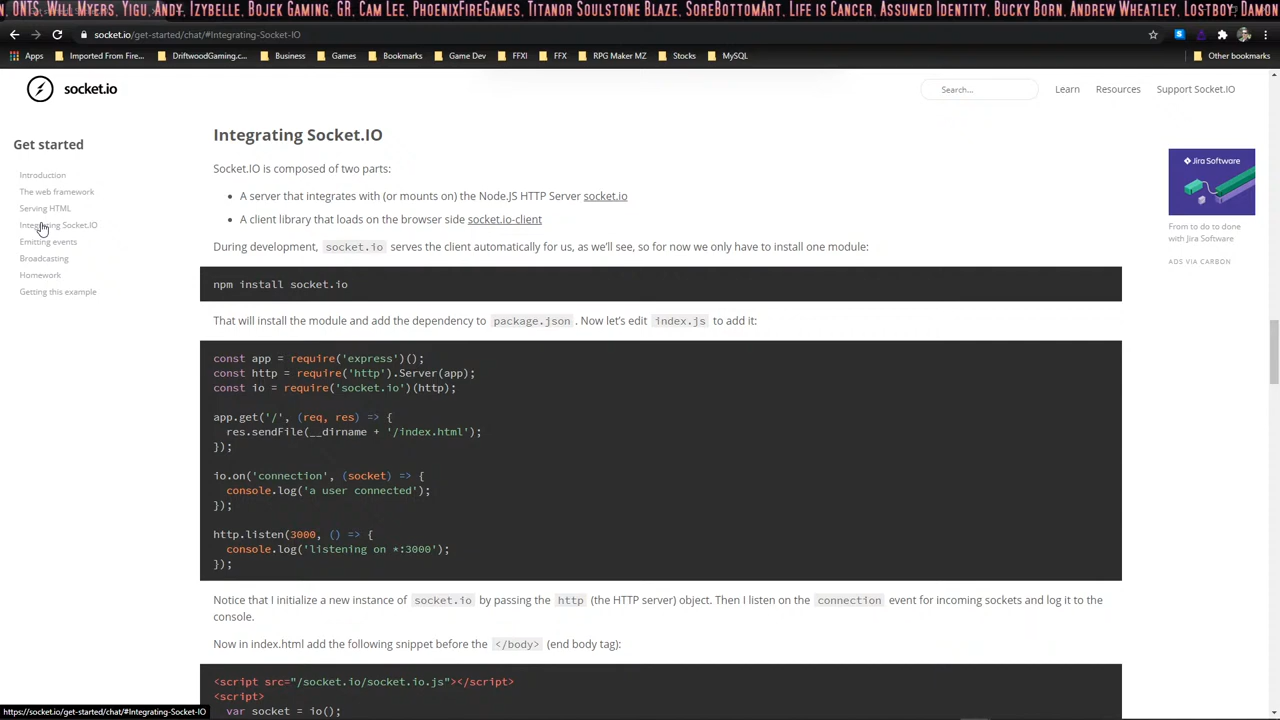 , ONTS, Will Myers, Yigu, Andy, Izybelle, Bojek Gaming, GR, Cam Lee, PhoenixFireGames, Titanor Soulstone Blaze, SoreBottomArt, Life is Cancer, Assumed Identity, Bucky Born, Andrew Wheatley, Lostboy Damon
socket.io/get-started/chat/#Integrating-Socket-IO
Apps Imported From Fire... DriftwoodGaming.c... Business Games Bookmarks Game Dev FFXI FFX RPG Maker MZ Stocks MySQL Other bookmarks
socket.io Search... Learn Resources Support Socket.IO
Get started
Introduction
The web framework
Serving HTML
Integrating Socket.IO
Emitting events
Broadcasting
Homework
Getting this example
Integrating Socket.IO
Socket.IO is composed of two parts:
• A server that integrates with (or mounts on) the Node.JS HTTP Server socket.io
• A client library that loads on the browser side socket.io-client
During development, socket.io serves the client automatically for us, as we’ll see, so for now we only have to install one module:
npm install socket.io
That will install the module and add the dependency to package.json . Now let’s edit index.js to add it:
const app = require('express')();
const http = require('http').Server(app);
const io = require('socket.io')(http);
app.get('/', (req, res) => {
res.sendFile(__dirname + '/index.html');
});
io.on('connection', (socket) => {
console.log('a user connected');
});
http.listen(3000, () => {
console.log('listening on *:3000');
});
Notice that I initialize a new instance of socket.io by passing the http (the HTTP server) object. Then I listen on the connection event for incoming sockets and log it to the
console.
Now in index.html add the following snippet before the </body> (end body tag):
<script src="/socket.io/socket.io.js"></script>
<script>
var socket = io();
Jira Software
From to do to done
with Jira Software
ADS VIA CARBON
https://socket.io/get-started/chat/#Integrating-Socket-IO